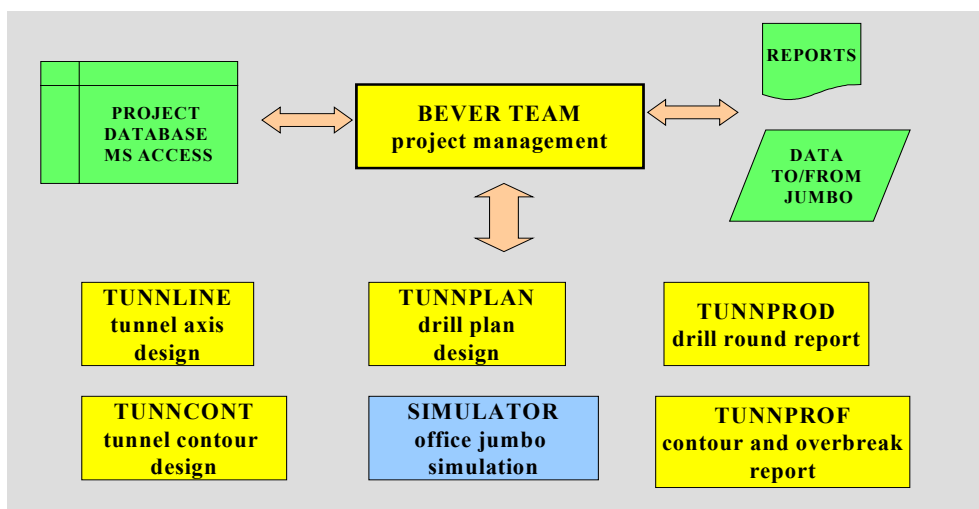 REPORTS
PROJECT
DATABASE
MS ACCESS
BEVER TEAM
project management
DATA
TO/FROM
JUMBO
TUNNLINE
tunnel axis
design
TUNNPLAN
drill plan
design
TUNNPROD
drill round report
TUNNCONT
tunnel contour
design
SIMULATOR
office jumbo
simulation
TUNNPROF
contour and overbreak
report